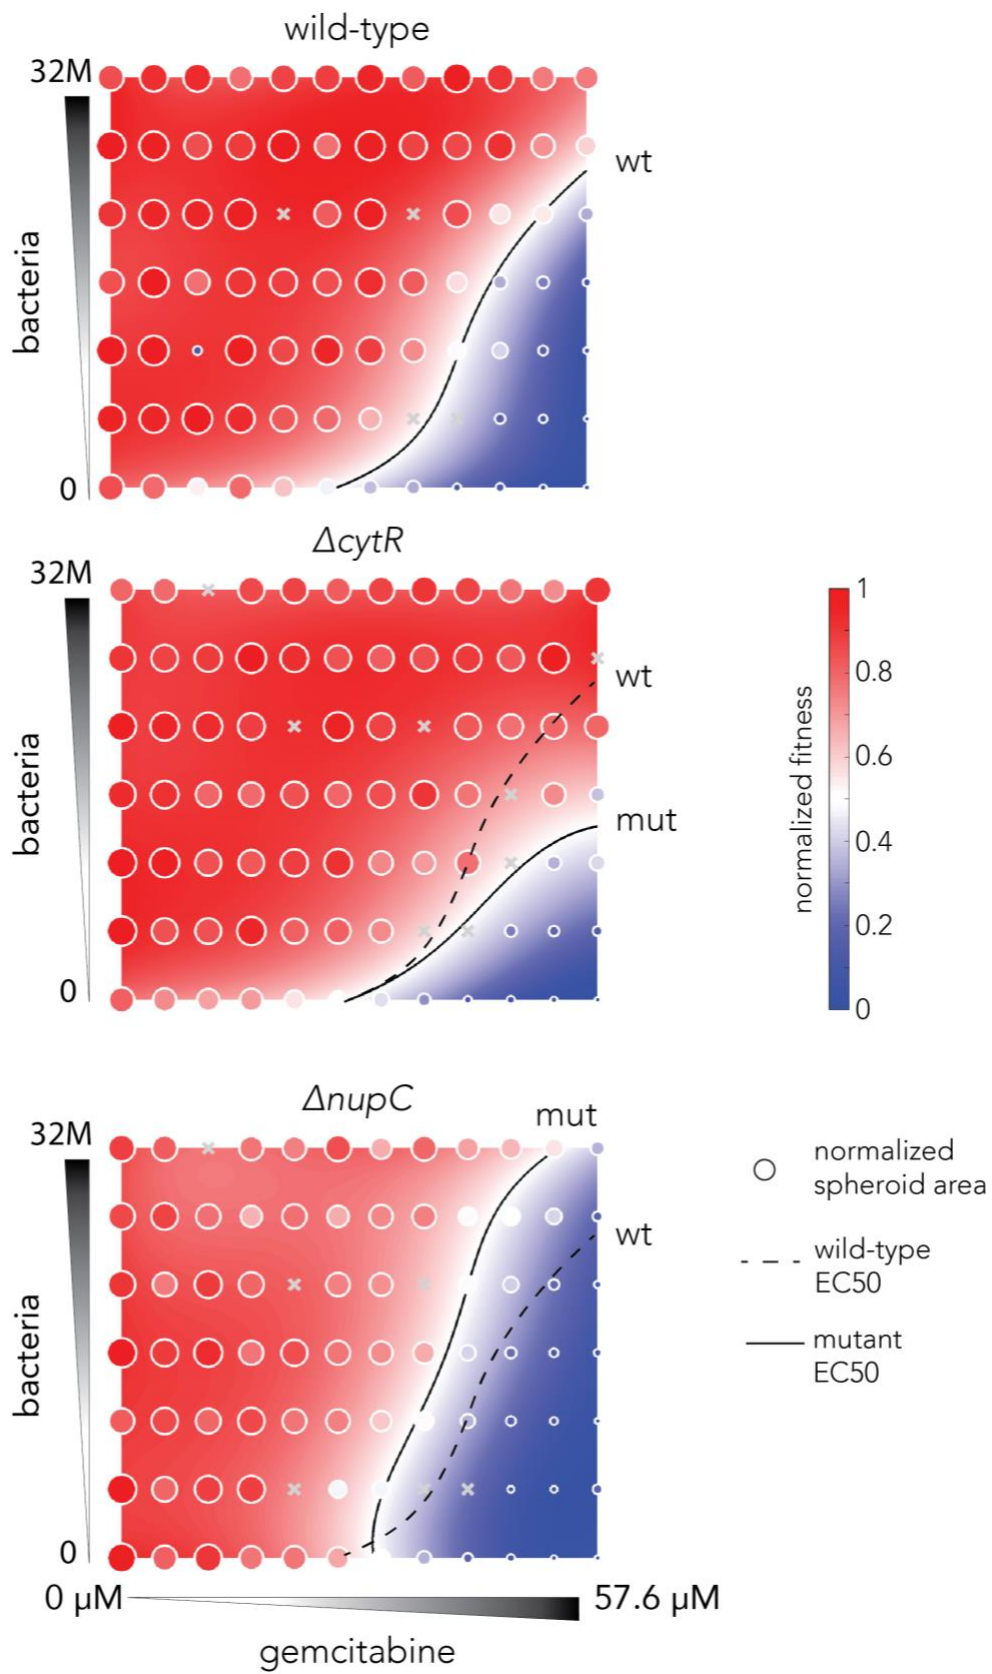 wild-type
32M
wt
bacteria
0
ΔcytR
32M
wt
mut
bacteria
0
1
0.8
0.6
0.4
0.2
0
normalized fitness
ΔnupC
mut
32M
wt
bacteria
0
normalized
spheroid area
wild-type
EC50
mutant
EC50
0 µM
57.6 µM
gemcitabine